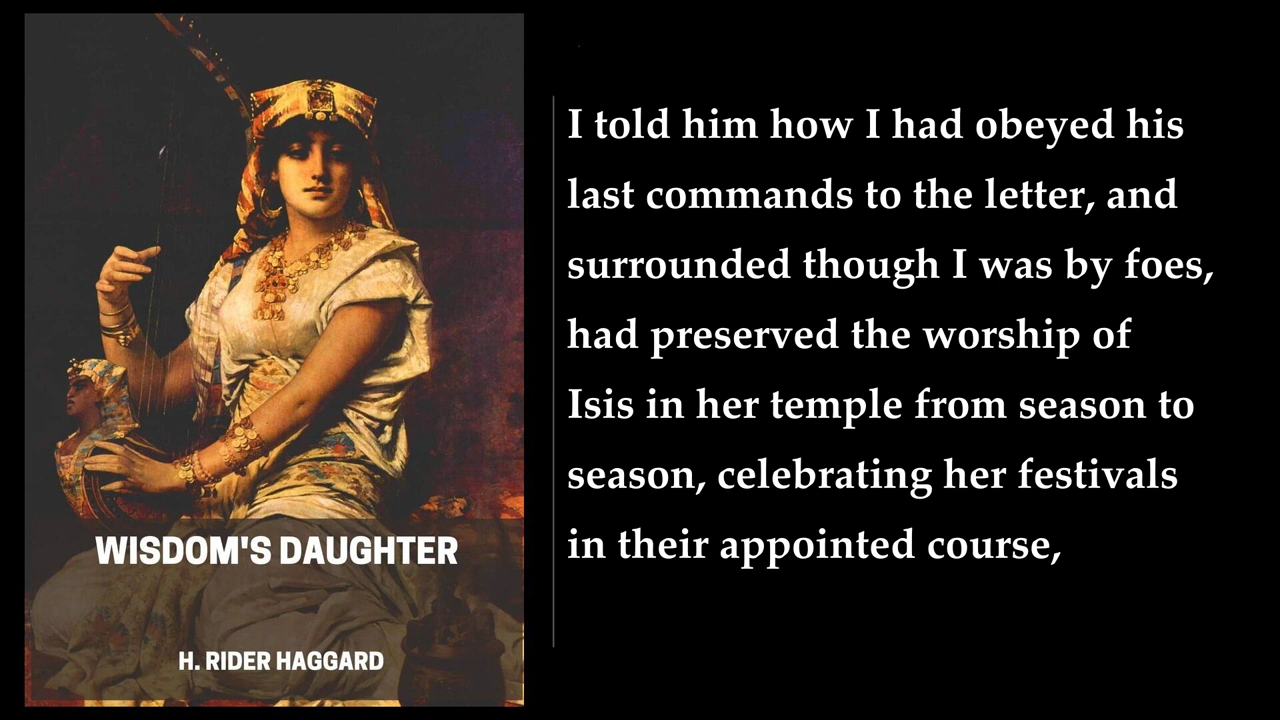 WISDOM'S DAUGHTER
H. RIDER HAGGARD
I told him how I had obeyed his
last commands to the letter, and
surrounded though I was by foes,
had preserved the worship of
Isis in her temple from season to
season, celebrating her festivals
in their appointed course,